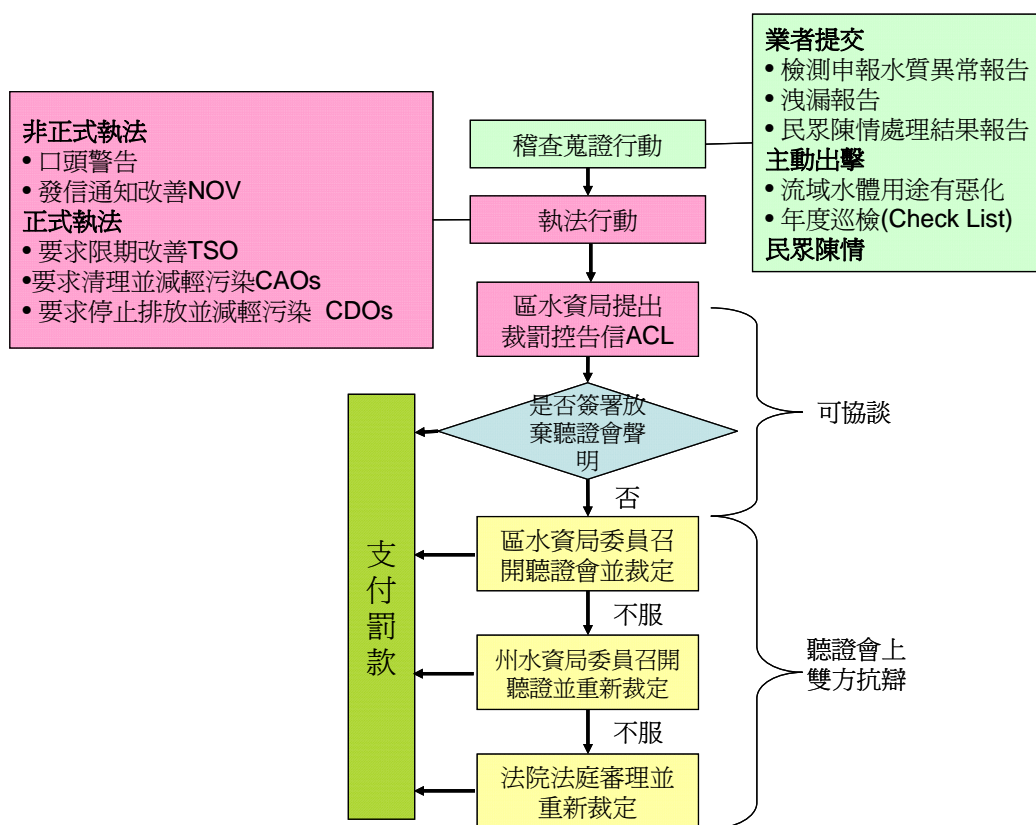 業者提交
• 檢測申報水質異常報告
• 洩漏報告
• 民眾陳情處理結果報告
主動出擊
• 流域水體用途有惡化
• 年度巡檢(Check List)
民眾陳情
非正式執法
• 口頭警告
• 發信通知改善NOV
正式執法
• 要求限期改善TSO
•要求清理並減輕污染CAOs
• 要求停止排放並減輕污染 CDOs
稽查蒐證行動
執法行動
區水資局提出
裁罰控告信ACL
是否簽署放
棄聽證會聲
明
可協談
否
區水資局委員召
開聽證會並裁定
不服
州水資局委員召開
聽證並重新裁定
不服
法院法庭審理並
重新裁定
支
付
罰
款
聽證會上
雙方抗辯